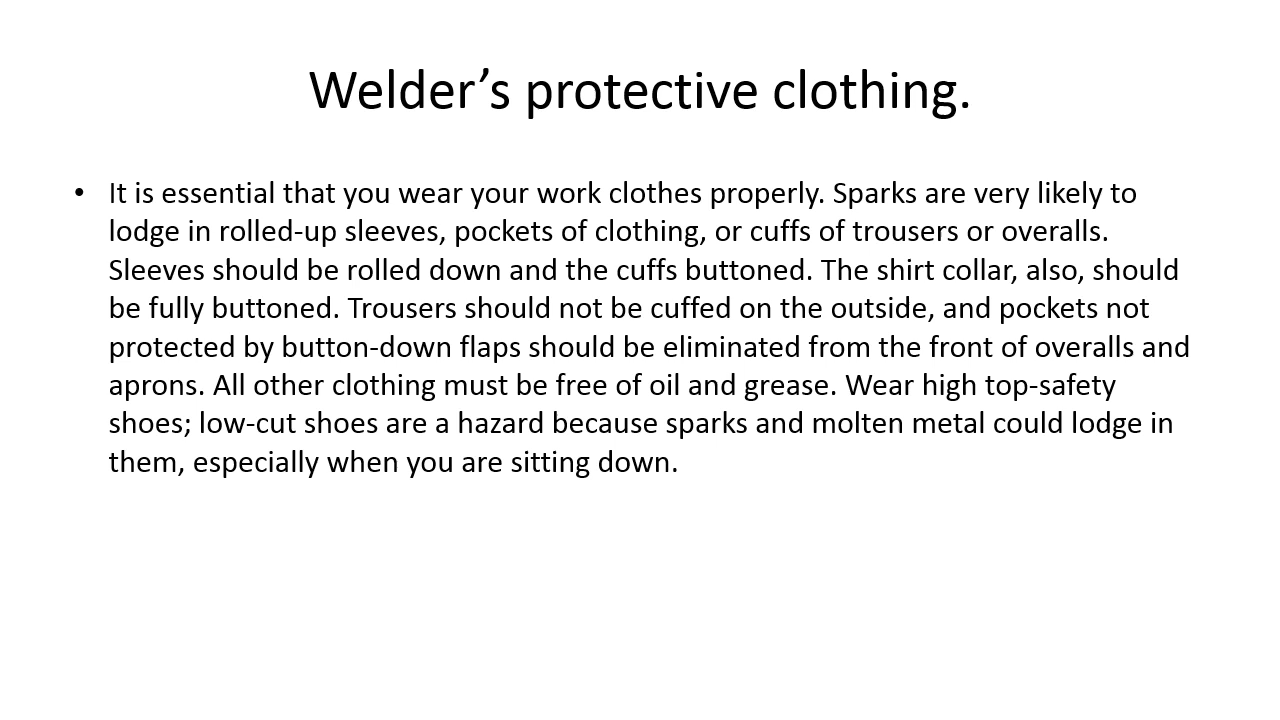 Welder’s protective clothing.
• It is essential that you wear your work clothes properly. Sparks are very likely to
lodge in rolled-up sleeves, pockets of clothing, or cuffs of trousers or overalls.
Sleeves should be rolled down and the cuffs buttoned. The shirt collar, also, should
be fully buttoned. Trousers should not be cuffed on the outside, and pockets not
protected by button-down flaps should be eliminated from the front of overalls and
aprons. All other clothing must be free of oil and grease. Wear high top-safety
shoes; low-cut shoes are a hazard because sparks and molten metal could lodge in
them, especially when you are sitting down.